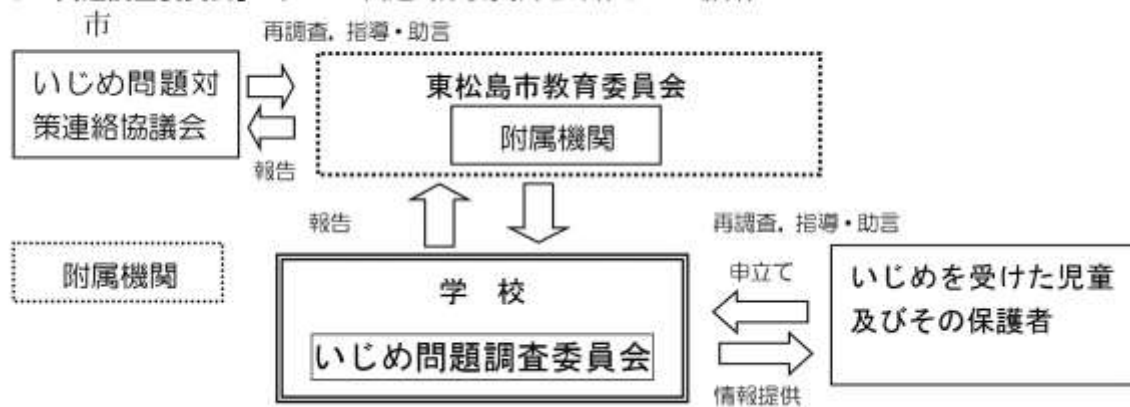 市
再調査，指導・助言
いじめ問題対
策連絡協議会
東松島市教育委員会
附属機関
報告
報告
再調査，指導・助言
附属機関
学 校
いじめ問題調査委員会
申立て
いじめを受けた児童
及びその保護者
情報提供